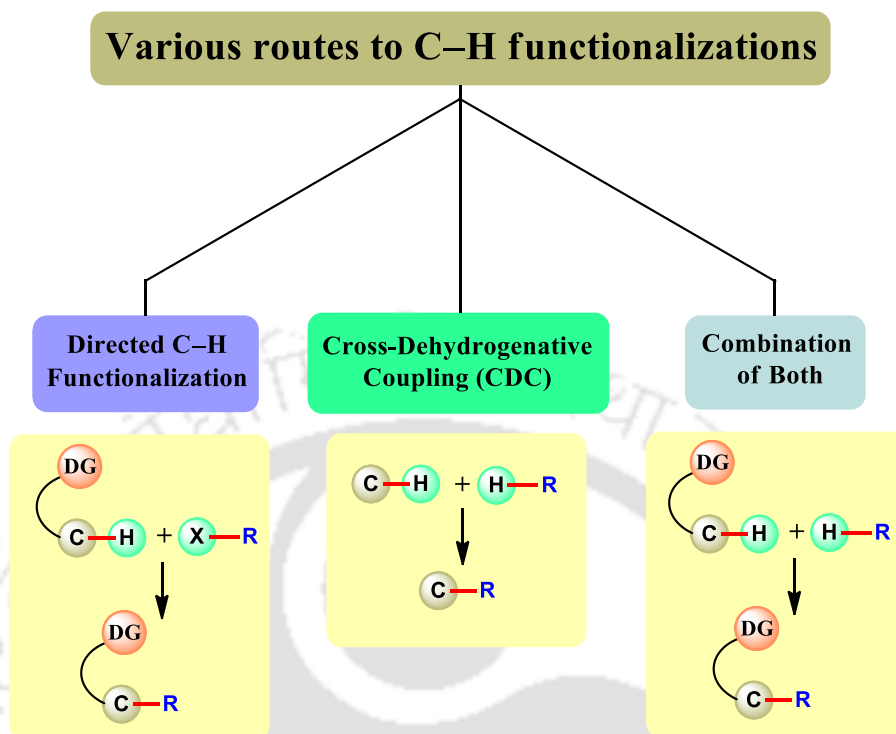 Various routes to C–H functionalizations
Directed C–H
Functionalization
Cross-Dehydrogenative
Coupling (CDC)
Combination
of Both
DG
C H + X R
DG
C R
C H + H R
C R
DG
C H + H R
DG
C R